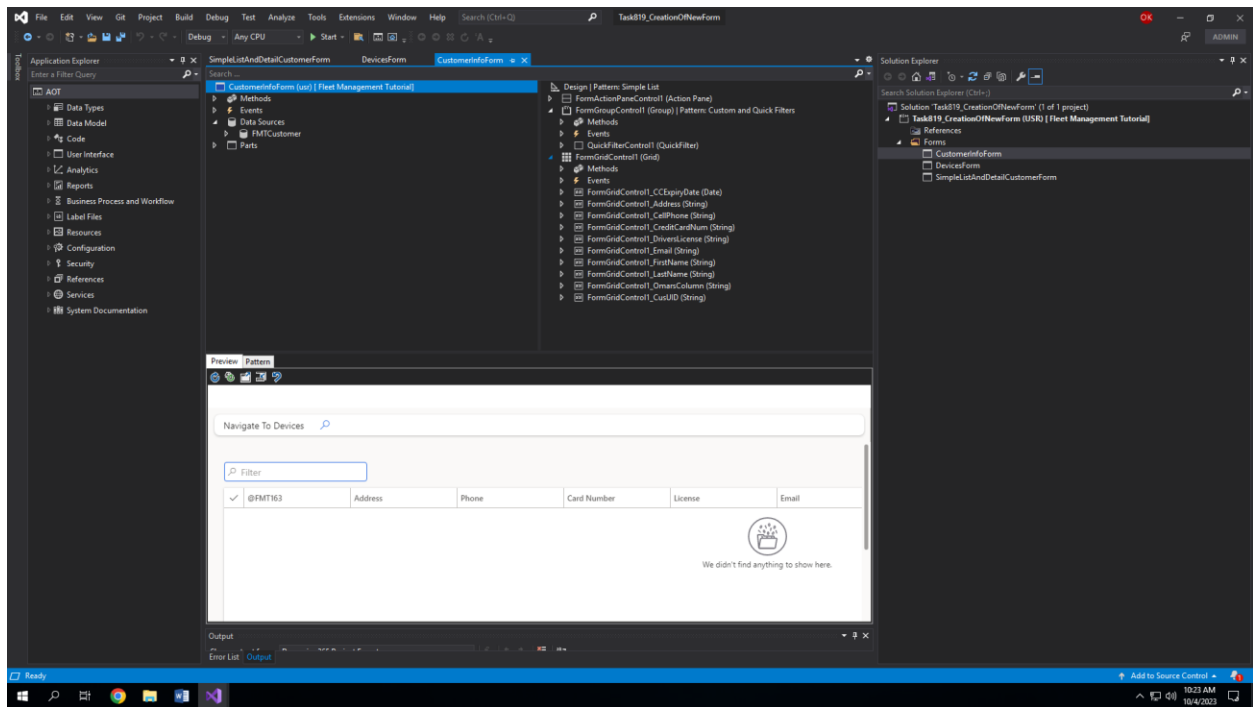 File Edit View Git Project Build Debug Test Analyze Tools Extensions Window Help Search (Ctrl+Q) Task819_CreationOfNewForm OK
Debug Any CPU Start ADMIN
Toolbox
Application Explorer
Enter a Filter Query
AOT
Data Types
Data Model
Code
User Interface
Analytics
Reports
Business Process and Workflow
Label Files
Resources
Configuration
Security
References
Services
System Documentation
SimpleListAndDetailCustomerForm DevicesForm CustomerInfoForm
Search ...
CustomerInfoForm (usr) [ Fleet Management Tutorial]
Methods
Events
Data Sources
FMTCustomer
Parts
Design | Pattern: Simple List
FormActionPaneControl1 (Action Pane)
FormGroupControl1 (Group) | Pattern: Custom and Quick Filters
Methods
Events
QuickFilterControl1 (QuickFilter)
FormGridControl1 (Grid)
Methods
Events
FormGridControl1_CCExpiryDate (Date)
FormGridControl1_Address (String)
FormGridControl1_CellPhone (String)
FormGridControl1_CreditCardNum (String)
FormGridControl1_DriversLicense (String)
FormGridControl1_Email (String)
FormGridControl1_FirstName (String)
FormGridControl1_LastName (String)
FormGridControl1_OmarsColumn (String)
FormGridControl1_CusUID (String)
Preview Pattern
Navigate To Devices
Filter
@FMT163 Address Phone Card Number License Email
We didn't find anything to show here.
Output
Error List Output
Solution Explorer
Search Solution Explorer (Ctrl+;)
Solution 'Task819_CreationOfNewForm' (1 of 1 project)
Task819_CreationOfNewForm (USR) [ Fleet Management Tutorial]
References
Forms
CustomerInfoForm
DevicesForm
SimpleListAndDetailCustomerForm
Ready Add to Source Control 1
10:23 AM
10/4/2023